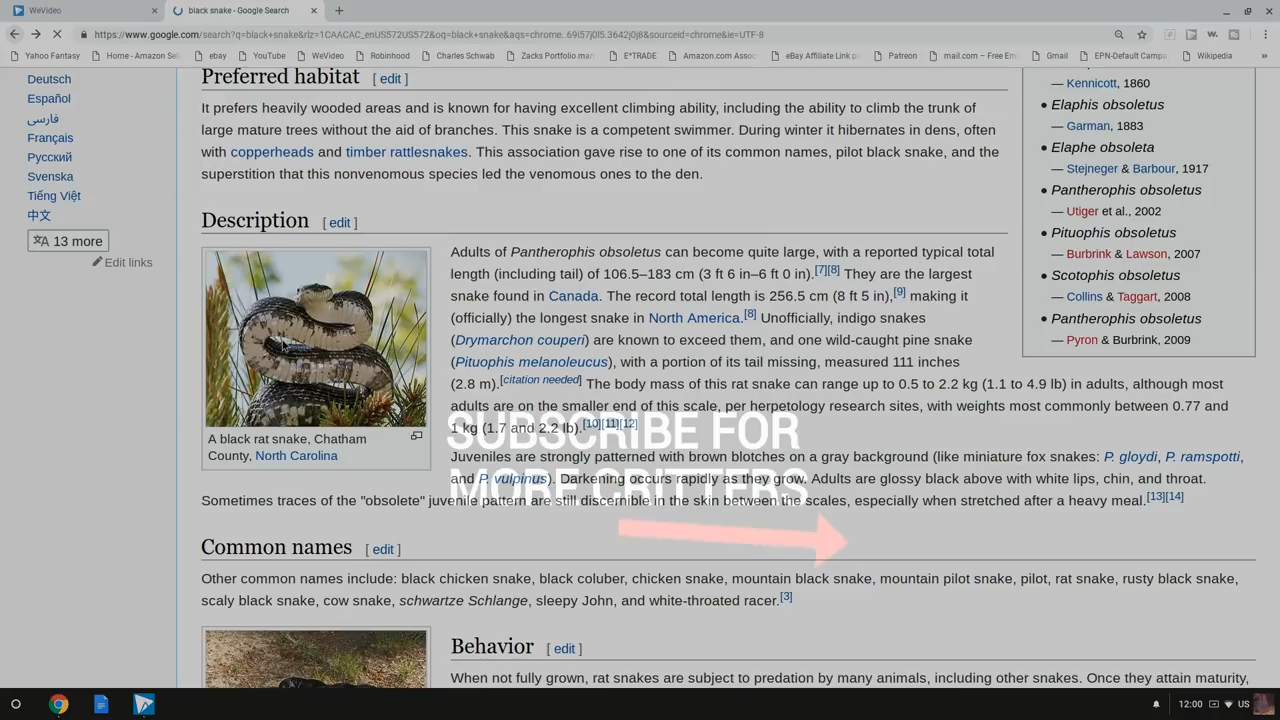 WeVideo
black snake - Google Search
https://www.google.com/search?q=black+snake&rlz=1CAACAC_enUS572US572&oq=black+snake&aqs=chrome..69i57j0l5.3642j0j8&sourceid=chrome&ie=UTF-8
Yahoo Fantasy
Home - Amazon Sel
ebay
YouTube
WeVideo
Robinhood
Charles Schwab
Zacks Portfolio man
E*TRADE
Amazon.com Assoc
eBay Affiliate Link pa
Patreon
mail.com – Free Em
Gmail
EPN-Default Campa
Wikipedia
»
Deutsch
Español
فارسی
Français
Русский
Svenska
Tiếng Việt
中文
文A 13 more
Edit links
Preferred habitat [ edit ]
It prefers heavily wooded areas and is known for having excellent climbing ability, including the ability to climb the trunk of
large mature trees without the aid of branches. This snake is a competent swimmer. During winter it hibernates in dens, often
with copperheads and timber rattlesnakes. This association gave rise to one of its common names, pilot black snake, and the
superstition that this nonvenomous species led the venomous ones to the den.
Description [ edit ]
A black rat snake, Chatham
County, North Carolina
Adults of Pantherophis obsoletus can become quite large, with a reported typical total
length (including tail) of 106.5–183 cm (3 ft 6 in–6 ft 0 in).[7][8] They are the largest
snake found in Canada. The record total length is 256.5 cm (8 ft 5 in),[9] making it
(officially) the longest snake in North America.[8] Unofficially, indigo snakes
(Drymarchon couperi) are known to exceed them, and one wild-caught pine snake
(Pituophis melanoleucus), with a portion of its tail missing, measured 111 inches
(2.8 m).[citation needed] The body mass of this rat snake can range up to 0.5 to 2.2 kg (1.1 to 4.9 lb) in adults, although most
adults are on the smaller end of this scale, per herpetology research sites, with weights most commonly between 0.77 and
1 kg (1.7 and 2.2 lb).[10][11][12]
Juveniles are strongly patterned with brown blotches on a gray background (like miniature fox snakes: P. gloydi, P. ramspotti,
and P. vulpinus). Darkening occurs rapidly as they grow. Adults are glossy black above with white lips, chin, and throat.
Sometimes traces of the "obsolete" juvenile pattern are still discernible in the skin between the scales, especially when stretched after a heavy meal.[13][14]
SUBSCRIBE FOR
MORE CRITTERS
Common names [ edit ]
Other common names include: black chicken snake, black coluber, chicken snake, mountain black snake, mountain pilot snake, pilot, rat snake, rusty black snake,
scaly black snake, cow snake, schwartze Schlange, sleepy John, and white-throated racer.[3]
Behavior [ edit ]
When not fully grown, rat snakes are subject to predation by many animals, including other snakes. Once they attain maturity,
— Kennicott, 1860
• Elaphis obsoletus
— Garman, 1883
• Elaphe obsoleta
— Stejneger & Barbour, 1917
• Pantherophis obsoletus
— Utiger et al., 2002
• Pituophis obsoletus
— Burbrink & Lawson, 2007
• Scotophis obsoletus
— Collins & Taggart, 2008
• Pantherophis obsoletus
— Pyron & Burbrink, 2009
12:00
US